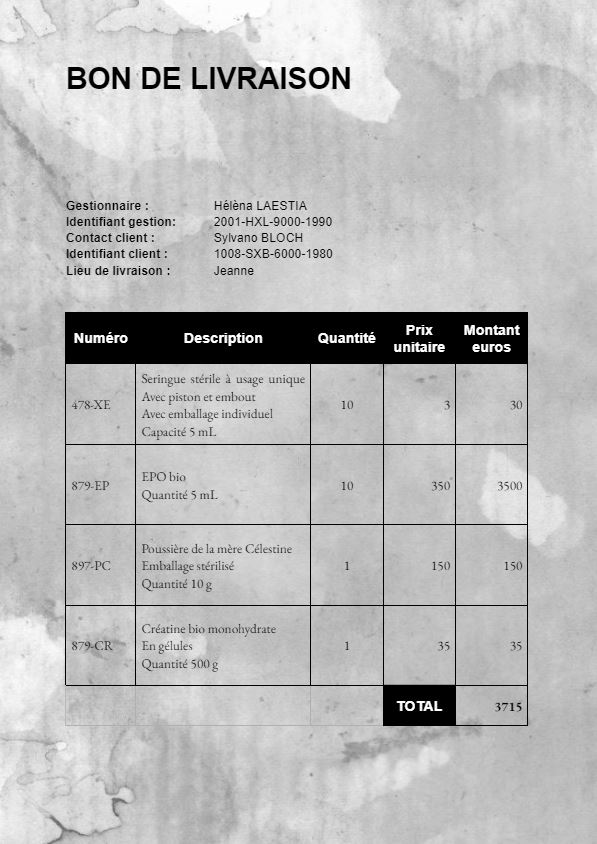 BON DE LIVRAISON
Gestionnaire : Hélèna LAESTIA
Identifiant gestion: 2001-HXL-9000-1990
Contact client : Sylvano BLOCH
Identifiant client : 1008-SXB-6000-1980
Lieu de livraison : Jeanne
Numéro Description Quantité Prix unitaire Montant euros
478-XE
Seringue stérile à usage unique
Avec piston et embout
Avec emballage individuel
Capacité 5 mL
10 3 30
879-EP
EPO bio
Quantité 5 mL
10 350 3500
897-PC
Poussière de la mère Célestine
Emballage stérilisé
Quantité 10 g
1 150 150
879-CR
Créatine bio monohydrate
En gélules
Quantité 500 g
1 35 35
TOTAL 3715